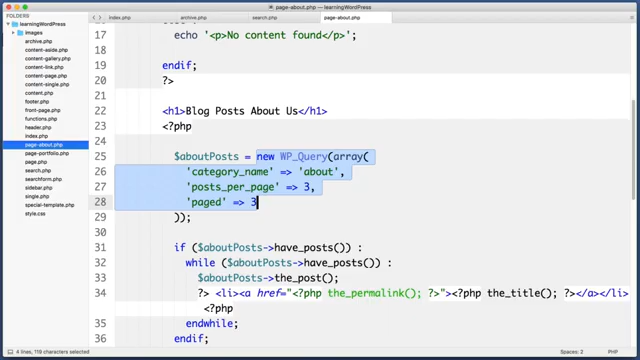 page-about.php
FOLDERS
learningWordPress
images
archive.php
content-aside.php
content-gallery.php
content-link.php
content-page.php
content-single.php
content.php
footer.php
front-page.php
functions.php
header.php
index.php
page-about.php
page-portfolio.php
page.php
search.php
searchform.php
sidebar.php
single.php
special-template.php
style.css
index.php archive.php search.php page-about.php
17 echo '<p>No content found</p>';
18
19 endif;
20 ?>
21
22 <h1>Blog Posts About Us</h1>
23 <?php
24
25 $aboutPosts = new WP_Query(array(
26 'category_name' => 'about',
27 'posts_per_page' => 3,
28 'paged' => 3
29 ));
30
31 if ($aboutPosts->have_posts()) :
32 while ($aboutPosts->have_posts()) :
33 $aboutPosts->the_post();
34 ?> <li><a href="<?php the_permalink(); ?>"><?php the_title(); ?></a></li>
<?php
35 endwhile;
36 endif;
4 lines, 119 characters selected
Spaces: 2
PHP